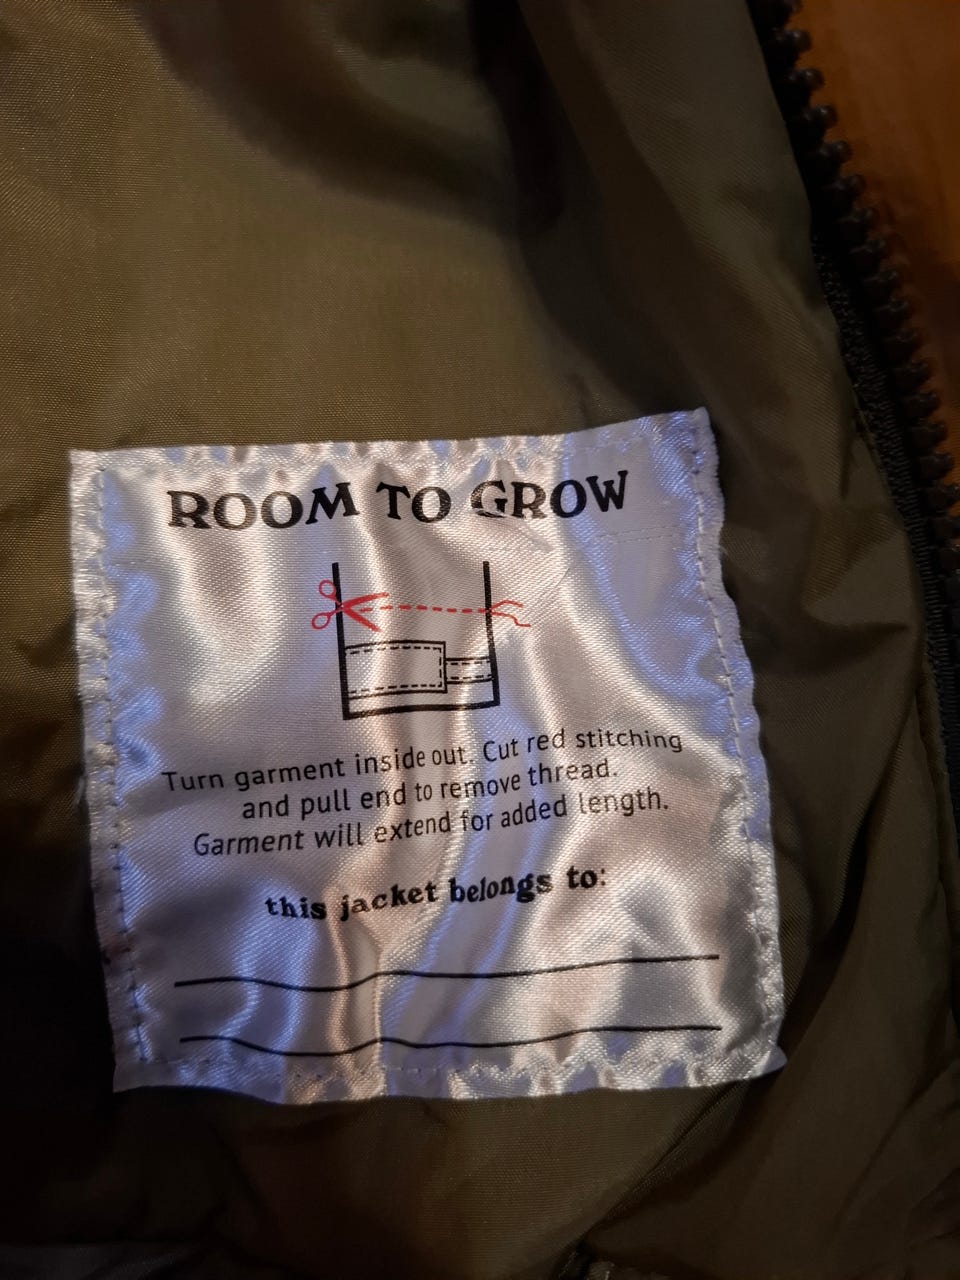 ROOM TO GROW
Turn garment inside out. Cut red stitching
and pull end to remove thread.
Garment will extend for added length.
this jacket belongs to: